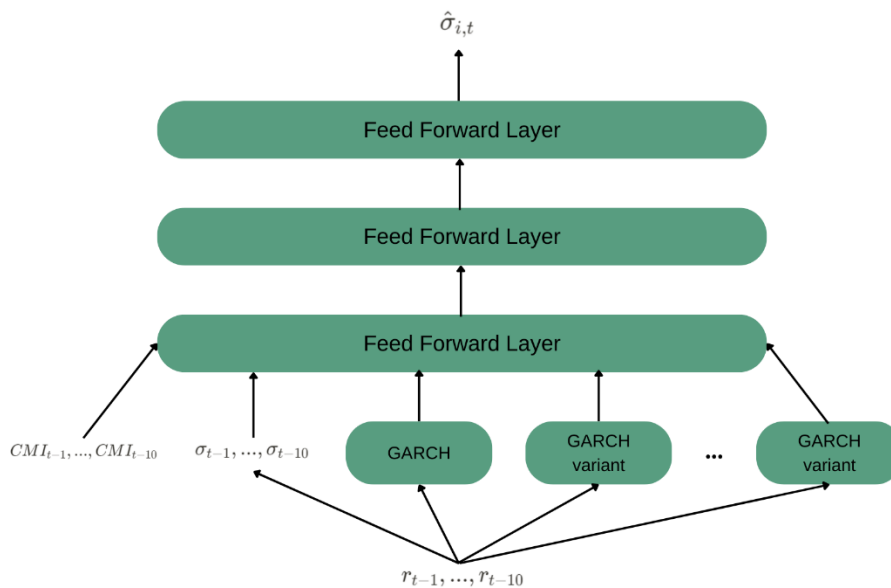 σ̂_{i,t}
Feed Forward Layer
Feed Forward Layer
Feed Forward Layer
CMI_{t−1}, ..., CMI_{t−10}
σ_{t−1}, ..., σ_{t−10}
GARCH
GARCH
variant
...
GARCH
variant
r_{t−1}, ..., r_{t−10}